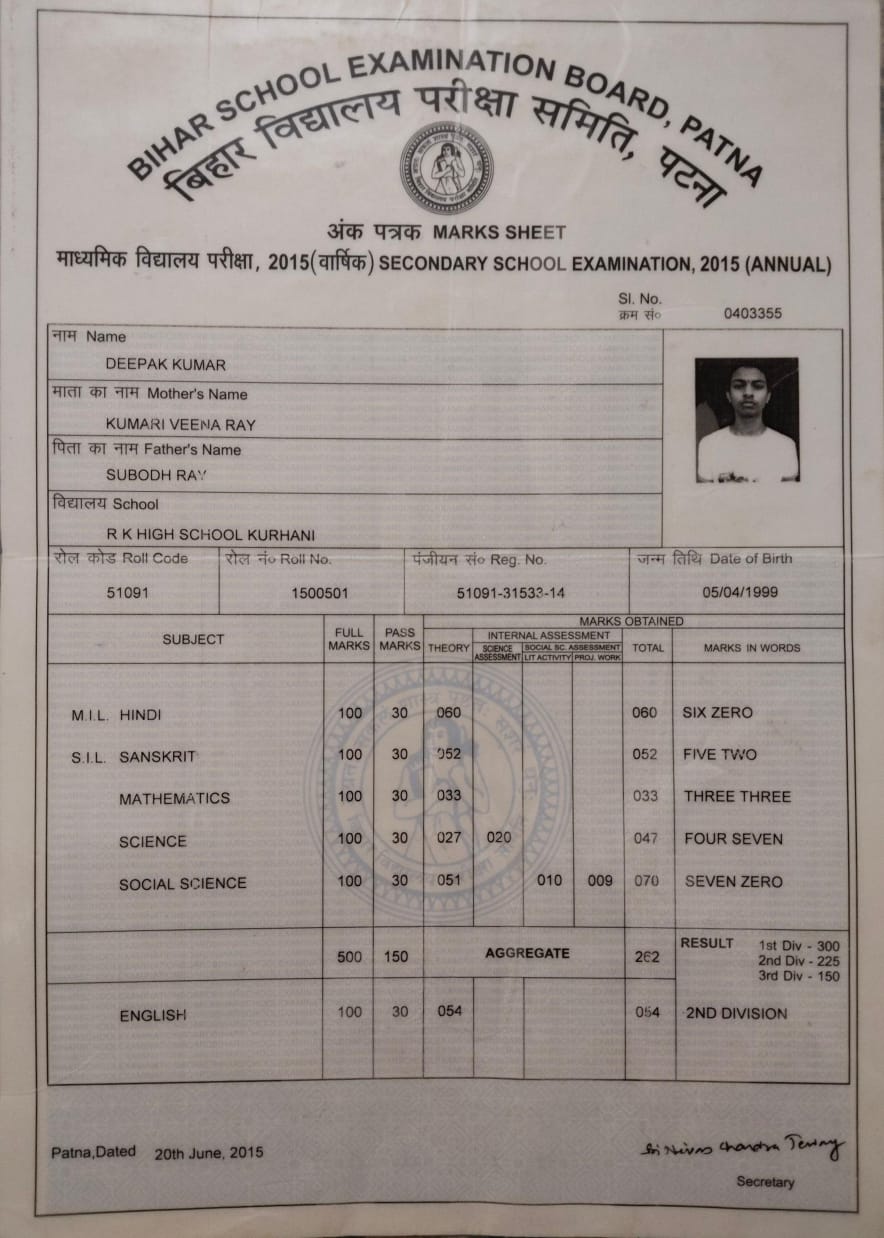 BIHAR SCHOOL EXAMINATION BOARD, PATNA
बिहार विद्यालय परीक्षा समिति, पटना
अंक पत्रक MARKS SHEET
माध्यमिक विद्यालय परीक्षा, 2015(वार्षिक) SECONDARY SCHOOL EXAMINATION, 2015 (ANNUAL)
Sl. No.
क्रम सं० 0403355
नाम Name
DEEPAK KUMAR
माता का नाम Mother's Name
KUMARI VEENA RAY
पिता का नाम Father's Name
SUBODH RAY
विद्यालय School
R K HIGH SCHOOL KURHANI
रोल कोड Roll Code रोल नं० Roll No. पंजीयन सं० Reg. No. जन्म तिथि Date of Birth
51091 1500501 51091-31533-14 05/04/1999
SUBJECT FULL MARKS PASS MARKS MARKS OBTAINED
THEORY INTERNAL ASSESSMENT TOTAL MARKS IN WORDS
SCIENCE ASSESSMENT SOCIAL SC. ASSESSMENT
LIT ACTIVITY PROJ. WORK
M.I.L. HINDI 100 30 060 060 SIX ZERO
S.I.L. SANSKRIT 100 30 052 052 FIVE TWO
MATHEMATICS 100 30 033 033 THREE THREE
SCIENCE 100 30 027 020 047 FOUR SEVEN
SOCIAL SCIENCE 100 30 051 010 009 070 SEVEN ZERO
500 150 AGGREGATE 262 RESULT 1st Div - 300
2nd Div - 225
3rd Div - 150
ENGLISH 100 30 054 054 2ND DIVISION
Patna,Dated 20th June, 2015
Secretary